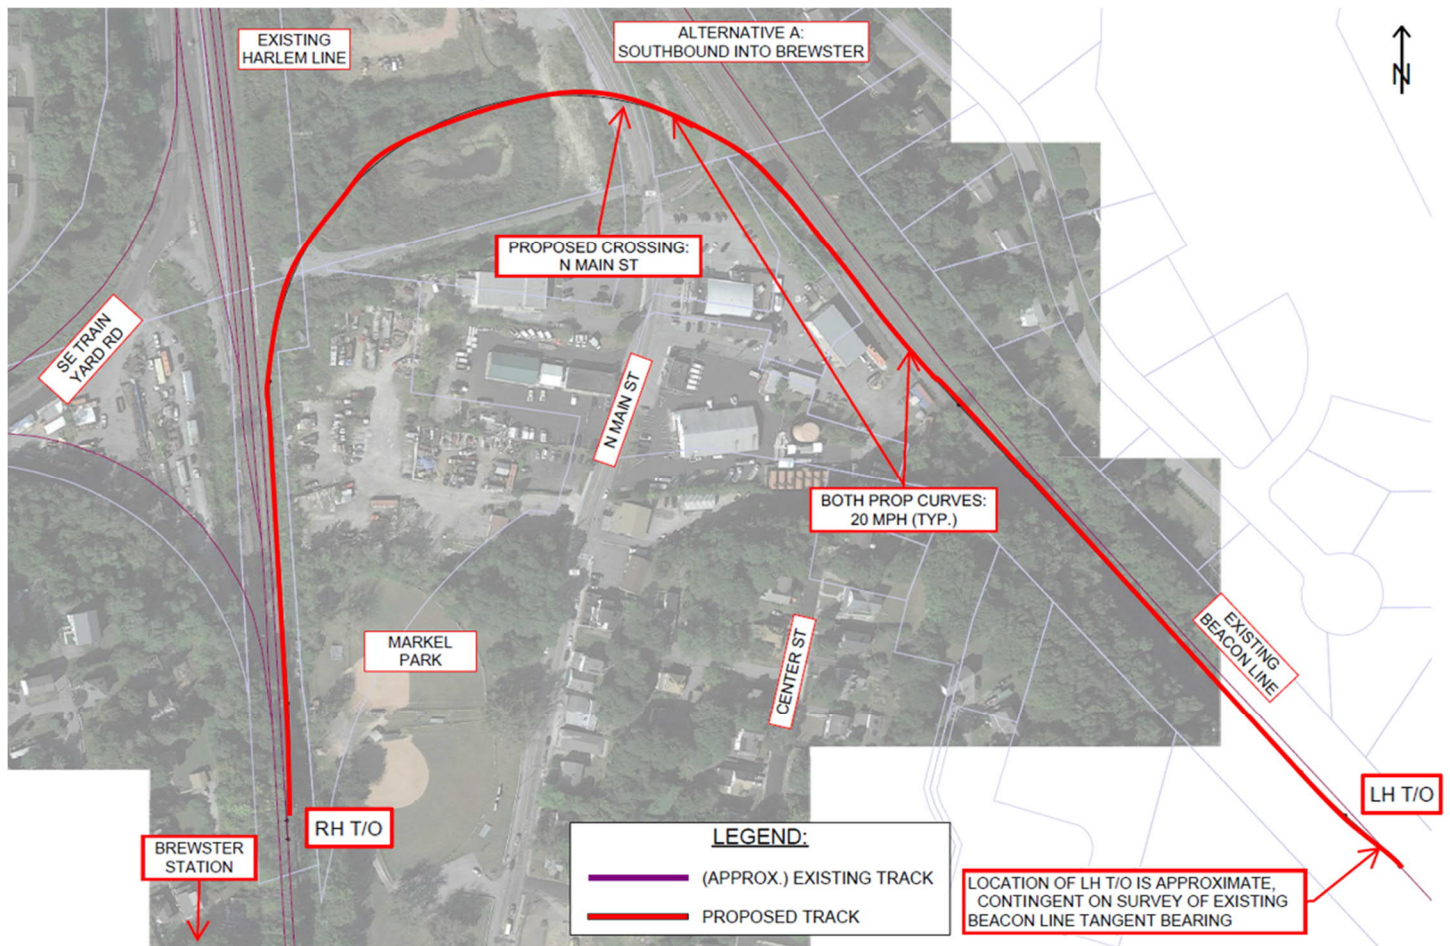 EXISTING
HARLEM LINE
ALTERNATIVE A:
SOUTHBOUND INTO BREWSTER
N
PROPOSED CROSSING:
N MAIN ST
SE TRAIN
YARD RD
N MAIN ST
BOTH PROP CURVES:
20 MPH (TYP.)
MARKEL
PARK
CENTER ST
EXISTING
BEACON LINE
LH T/O
RH T/O
BREWSTER
STATION
LEGEND:
(APPROX.) EXISTING TRACK
PROPOSED TRACK
LOCATION OF LH T/O IS APPROXIMATE,
CONTINGENT ON SURVEY OF EXISTING
BEACON LINE TANGENT BEARING